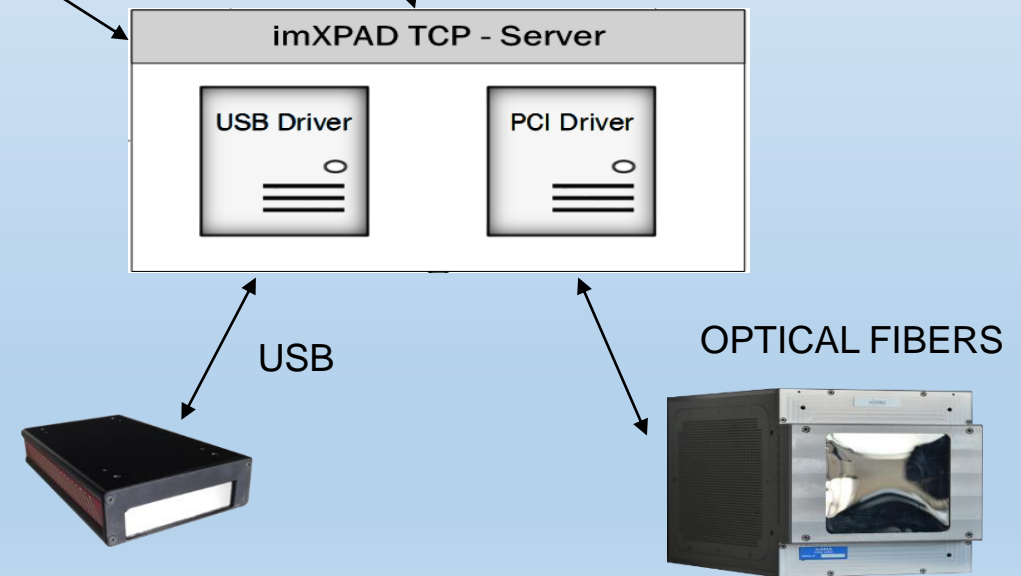 imXPAD TCP - Server
USB Driver
PCI Driver
USB
OPTICAL FIBERS